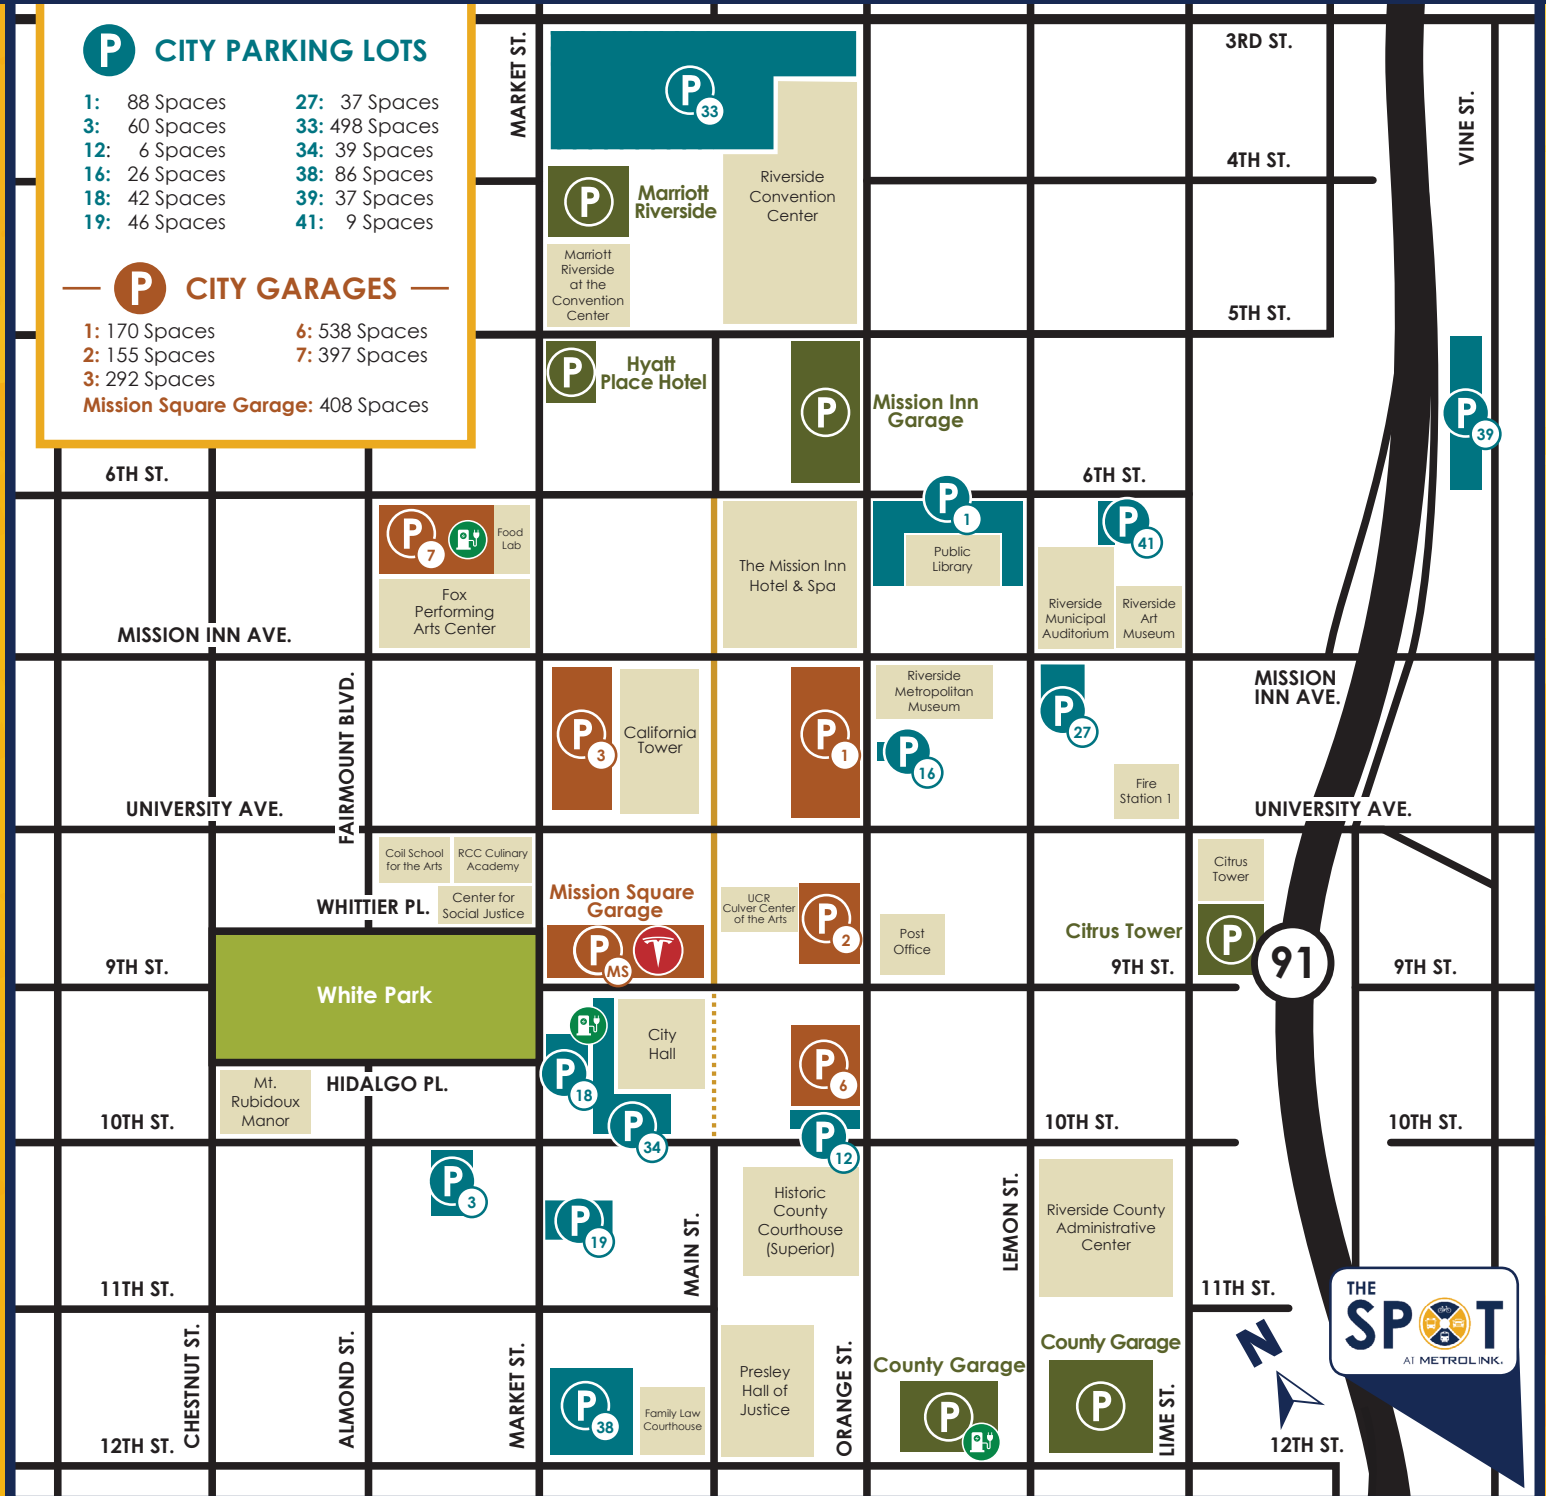 P CITY PARKING LOTS
1: 88 Spaces
3: 60 Spaces
12: 6 Spaces
16: 26 Spaces
18: 42 Spaces
19: 46 Spaces
27: 37 Spaces
33: 498 Spaces
34: 39 Spaces
38: 86 Spaces
39: 37 Spaces
41: 9 Spaces
P CITY GARAGES
1: 170 Spaces
2: 155 Spaces
3: 292 Spaces
6: 538 Spaces
7: 397 Spaces
Mission Square Garage: 408 Spaces
MARKET ST.
P
33
3RD ST.
VINE ST.
4TH ST.
P
Marriott
Riverside
Riverside
Convention
Center
Marriott
Riverside
at the
Convention
Center
5TH ST.
P
Hyatt
Place Hotel
P
Mission Inn
Garage
P
39
6TH ST.
6TH ST.
P
7
Food
Lab
Fox
Performing
Arts Center
The Mission Inn
Hotel & Spa
P
1
Public
Library
P
41
Riverside
Municipal
Auditorium
Riverside
Art
Museum
MISSION INN AVE.
MISSION
INN AVE.
FAIRMOUNT BLVD.
P
3
California
Tower
P
1
Riverside
Metropolitan
Museum
P
16
P
27
Fire
Station 1
UNIVERSITY AVE.
UNIVERSITY AVE.
Coil School
for the Arts
RCC Culinary
Academy
Center for
Social Justice
WHITTIER PL.
Mission Square
Garage
P
MS
T
UCR
Culver Center
of the Arts
P
2
Post
Office
Citrus
Tower
Citrus Tower
P
91
9TH ST.
9TH ST.
9TH ST.
White Park
City
Hall
P
18
P
34
P
6
P
12
Mt.
Rubidoux
Manor
HIDALGO PL.
10TH ST.
10TH ST.
10TH ST.
P
3
P
19
MAIN ST.
Historic
County
Courthouse
(Superior)
LEMON ST.
Riverside County
Administrative
Center
11TH ST.
11TH ST.
THE
SPOT
AT METROLINK.
N
CHESTNUT ST.
ALMOND ST.
MARKET ST.
P
38
Family Law
Courthouse
Presley
Hall of
Justice
ORANGE ST.
County Garage
P
County Garage
P
LIME ST.
12TH ST.
12TH ST.